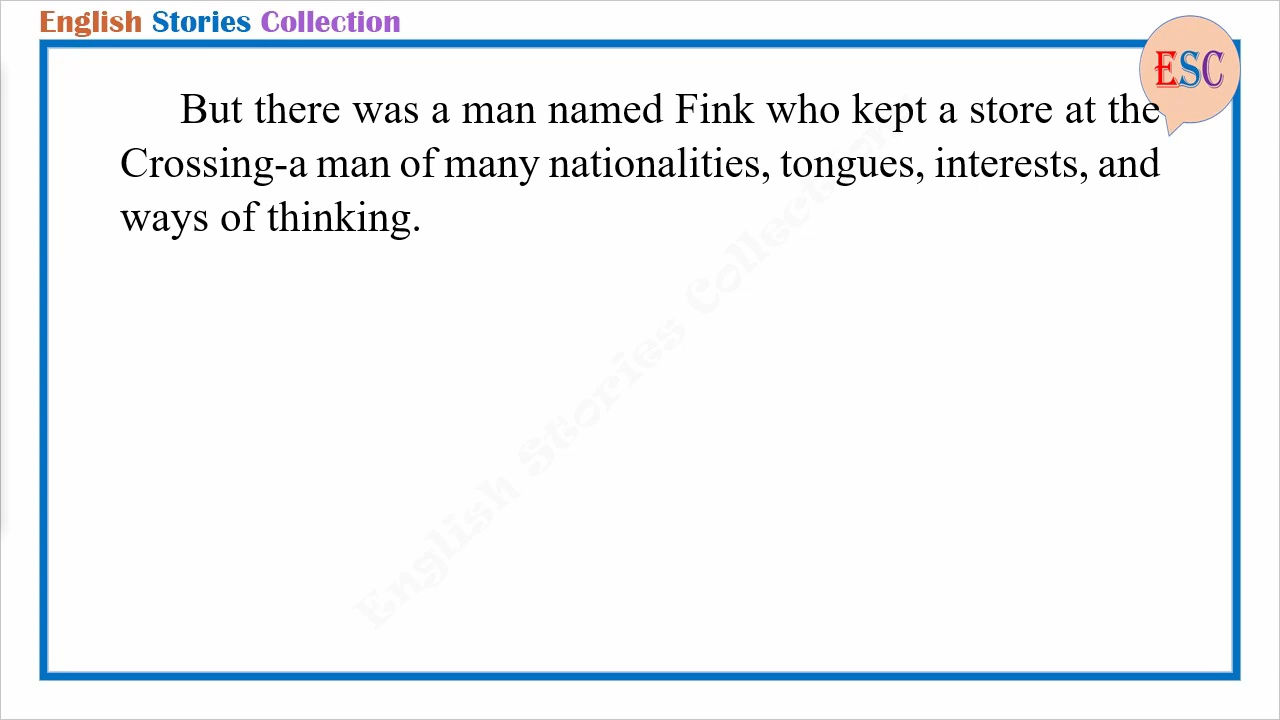 English Stories Collection
ESC
But there was a man named Fink who kept a store at the
Crossing-a man of many nationalities, tongues, interests, and
ways of thinking.
English Stories Collection